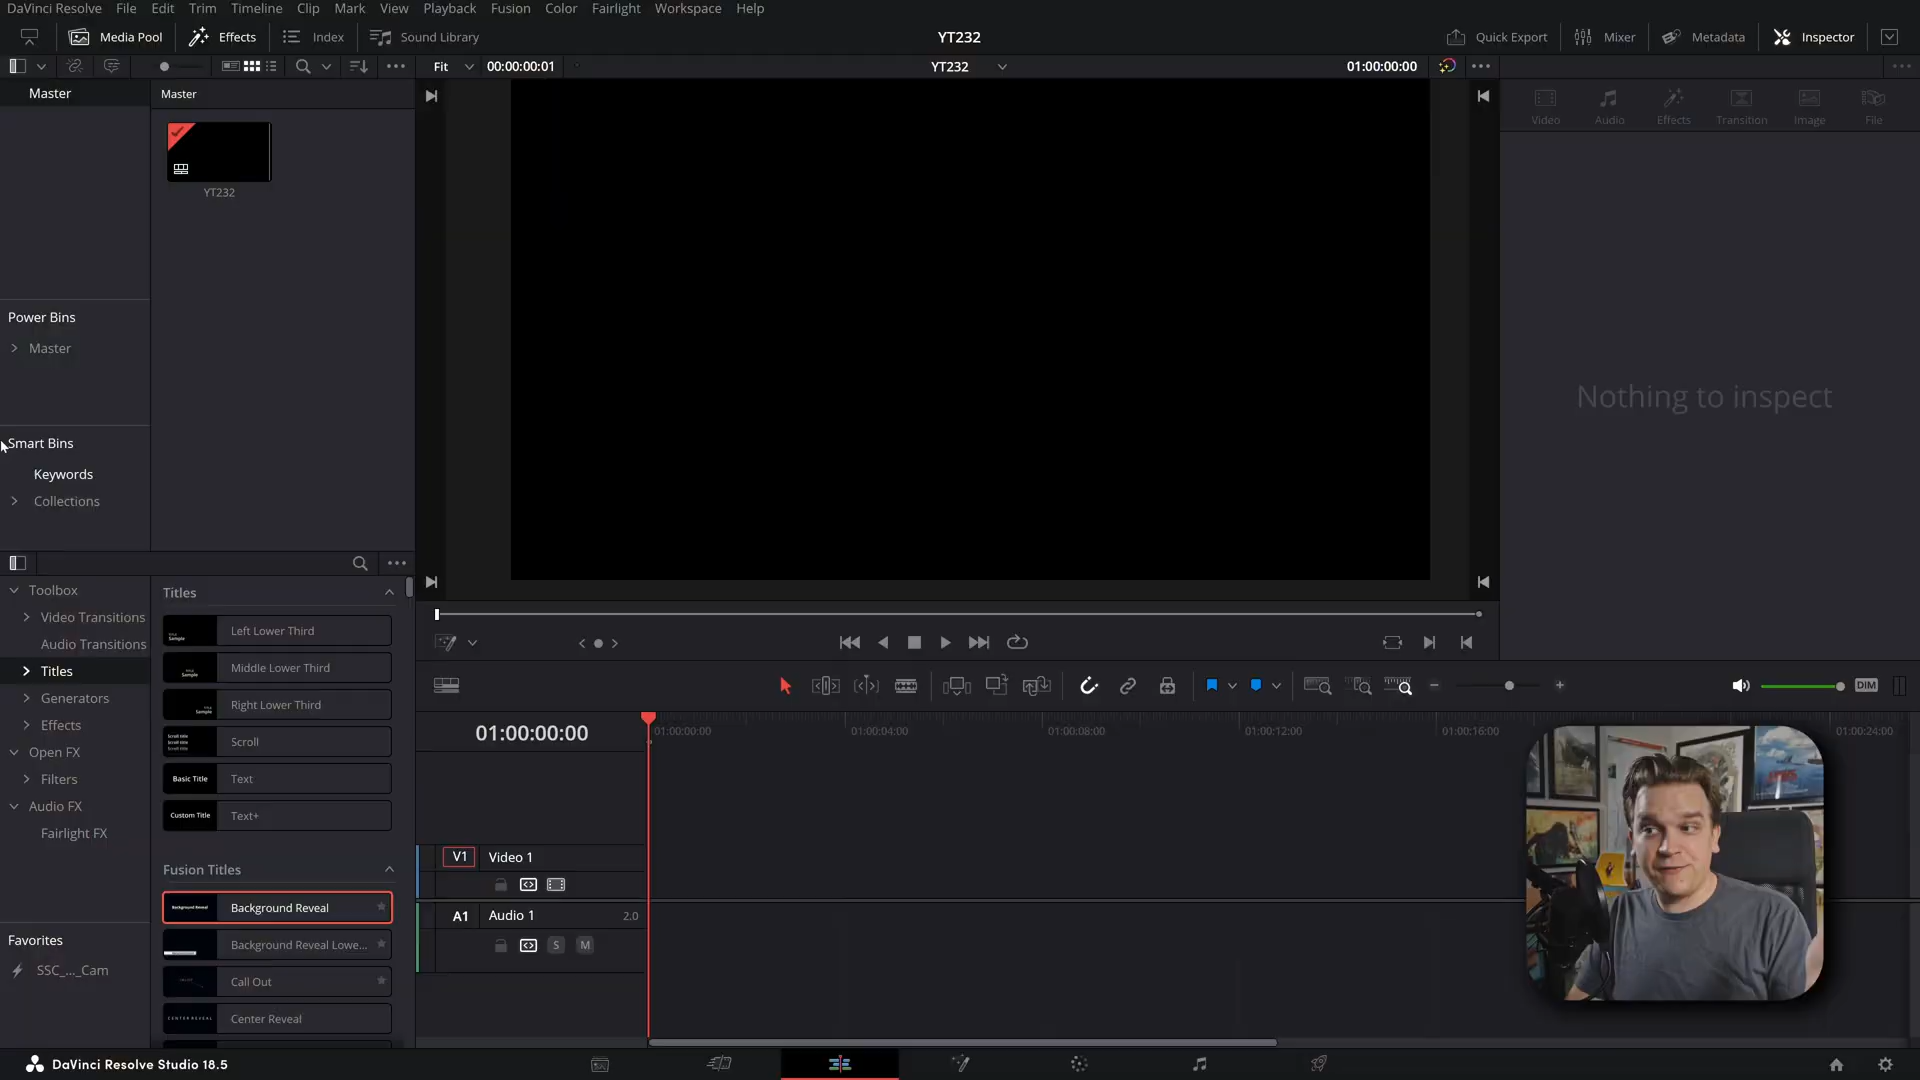 DaVinci Resolve File Edit Trim Timeline Clip Mark View Playback Fusion Color Fairlight Workspace Help
Media Pool Effects Index Sound Library YT232 Quick Export Mixer Metadata Inspector
Fit 00:00:00:01 YT232 01:00:00:00
Master Master
Video Audio Effects Transition Image File
YT232
Power Bins
Master
Nothing to inspect
Smart Bins
Keywords
Collections
Toolbox
Video Transitions
Audio Transitions
Titles
Generators
Effects
Open FX
Filters
Audio FX
Fairlight FX
Favorites
SSC_..._Cam
Titles
Left Lower Third
Middle Lower Third
Right Lower Third
Scroll
Basic Title Text
Custom Title Text+
Fusion Titles
Background Reveal Background Reveal
Background Reveal Lowe...
Call Out
CENTER REVEAL Center Reveal
DIM
01:00:00:00 01:00:00:00 01:00:04:00 01:00:08:00 01:00:12:00 01:00:16:00 01:00:24:00
V1 Video 1
A1 Audio 1 2.0
S M
DaVinci Resolve Studio 18.5